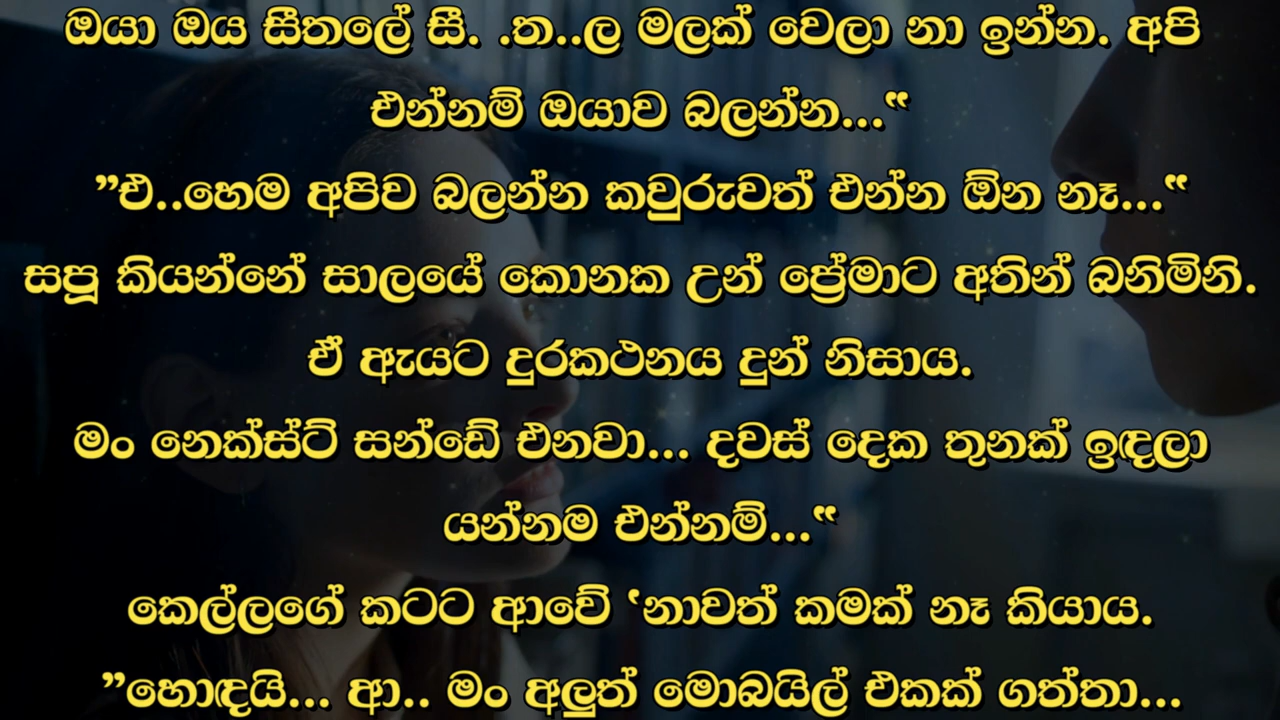 ඔයා ඔය සීතලේ සී. .ත..ල මලක් වෙලා නා ඉන්න. අපි
එන්නම් ඔයාව බලන්න...“
”එ..හෙම අපිව බලන්න කවුරුවත් එන්න ඕන නෑ...“
සපූ කියන්නේ සාලයේ කොනක උන් ප්‍රේමාට අතින් බනිමිනි.
ඒ ඇයට දුරකථනය දුන් නිසාය.
මං නෙක්ස්ට් සන්ඩේ එනවා... දවස් දෙක තුනක් ඉඳලා
යන්නම එන්නම්...“
කෙල්ලගේ කටට ආවේ ‛නාවත් කමක් නෑ කියාය.
”හොඳයි... ආ.. මං අලුත් මොබයිල් එකක් ගත්තා...